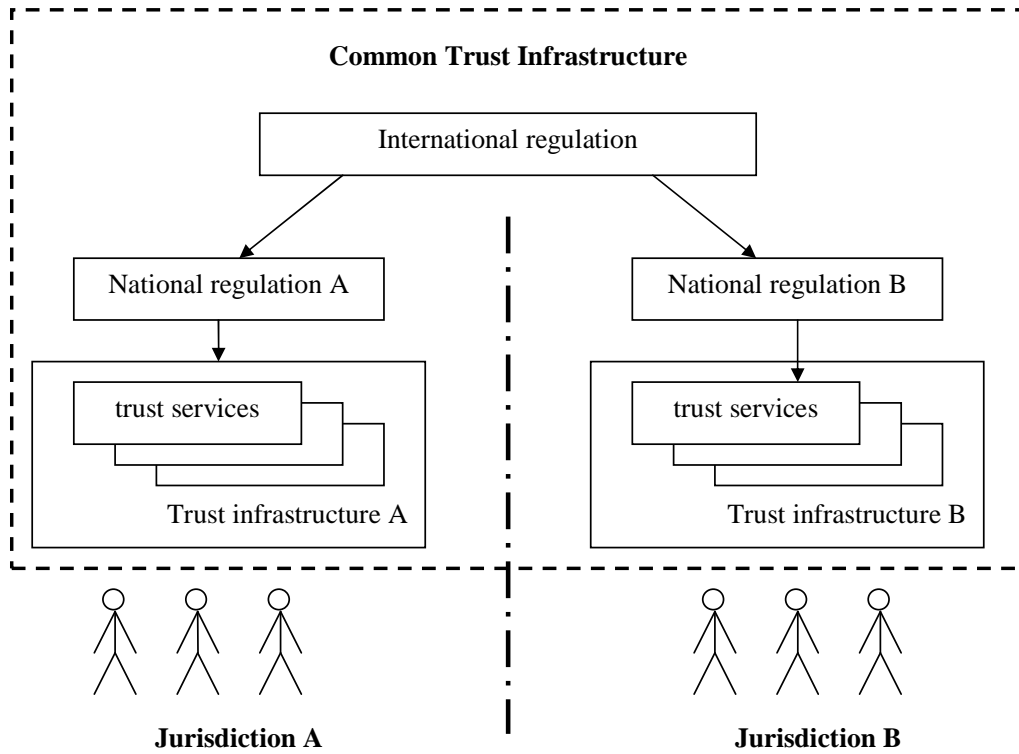 Common Trust Infrastructure
International regulation
National regulation A
National regulation B
trust services
trust services
Trust infrastructure A
Trust infrastructure B
Jurisdiction A
Jurisdiction B